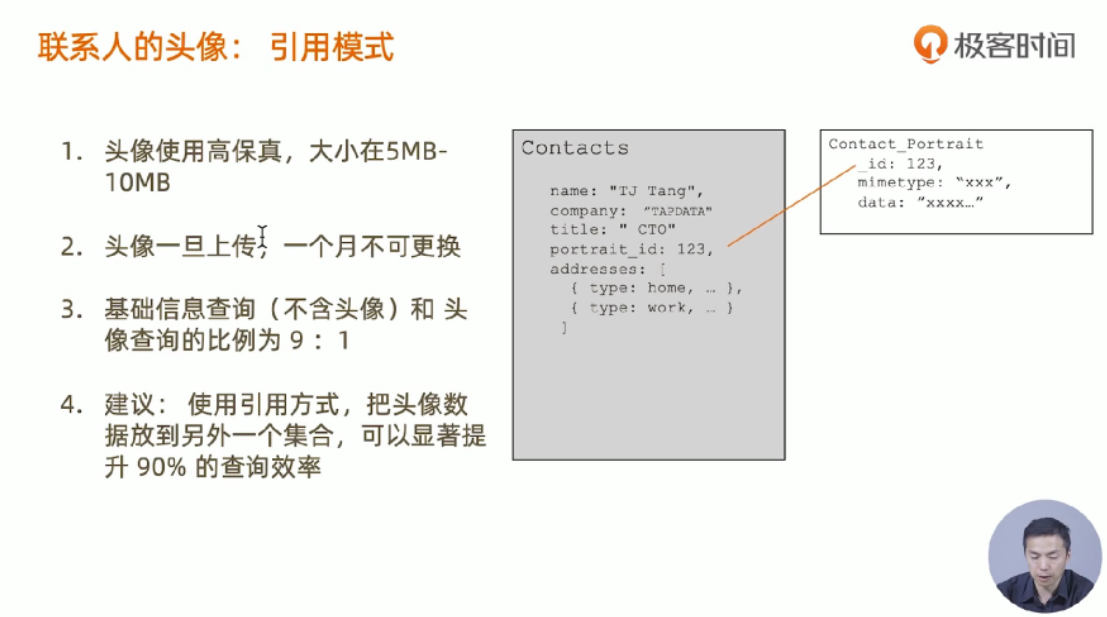 联系人的头像： 引用模式
极客时间
1. 头像使用高保真，大小在5MB-
10MB
2. 头像一旦上传，一个月不可更换
3. 基础信息查询（不含头像）和 头
像查询的比例为 9 ：1
4. 建议： 使用引用方式，把头像数
据放到另外一个集合，可以显著提
升 90% 的查询效率
Contacts
name: "TJ Tang",
company: "TAPDATA"
title: " CTO"
portrait_id: 123,
addresses: [
{ type: home, … },
{ type: work, … }
]
Contact_Portrait
_id: 123,
mimetype: “xxx”,
data: ”xxxx…”